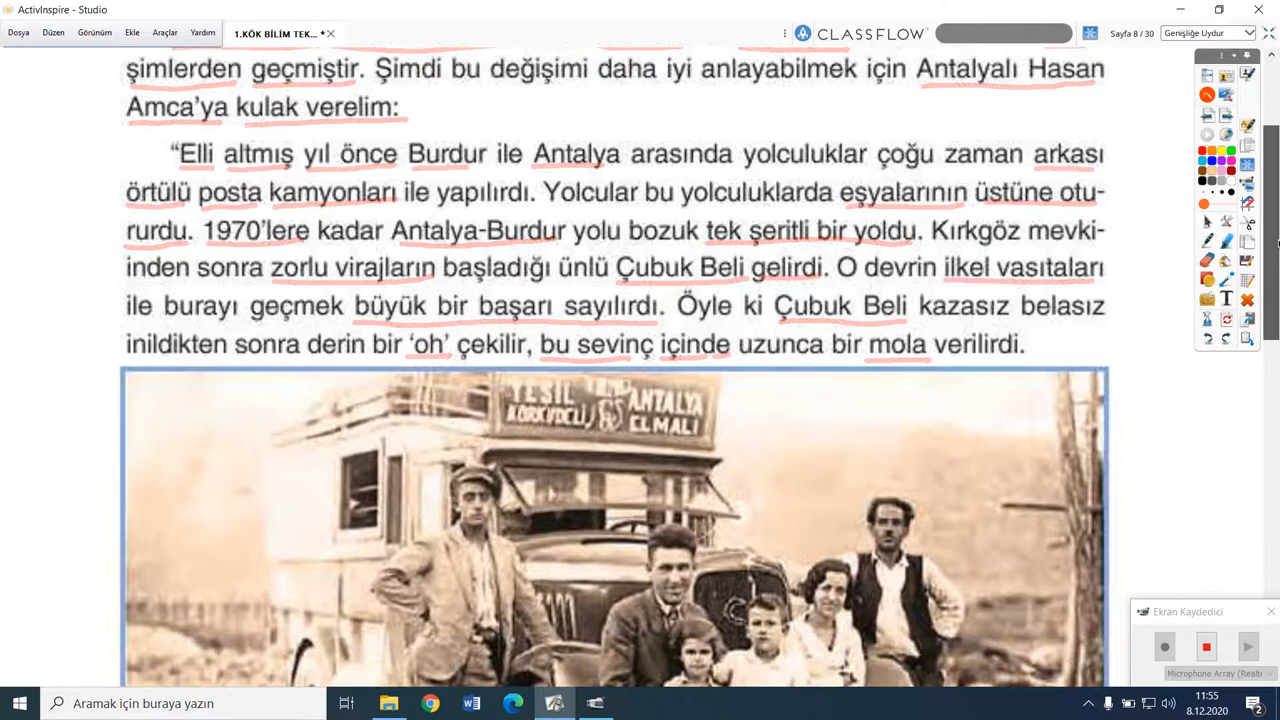 ActivInspire - Studio
Dosya Düzen Görünüm Ekle Araçlar Yardım
1.KÖK BİLİM TEK... *
CLASSFLOW
Sayfa 8 / 30
Genişliğe Uydur
şimlerden geçmiştir. Şimdi bu değişimi daha iyi anlayabilmek için Antalyalı Hasan
Amca’ya kulak verelim:
“Elli altmış yıl önce Burdur ile Antalya arasında yolculuklar çoğu zaman arkası
örtülü posta kamyonları ile yapılırdı. Yolcular bu yolculuklarda eşyalarının üstüne otu-
rurdu. 1970’lere kadar Antalya-Burdur yolu bozuk tek şeritli bir yoldu. Kırkgöz mevki-
inden sonra zorlu virajların başladığı ünlü Çubuk Beli gelirdi. O devrin ilkel vasıtaları
ile burayı geçmek büyük bir başarı sayılırdı. Öyle ki Çubuk Beli kazasız belasız
inildikten sonra derin bir ‘oh’ çekilir, bu sevinç içinde uzunca bir mola verilirdi.
YEŞİL ANTALYA
ELMALI
Ekran Kaydedici
Microphone Array (Realte
Aramak için buraya yazın
11:55
8.12.2020
2